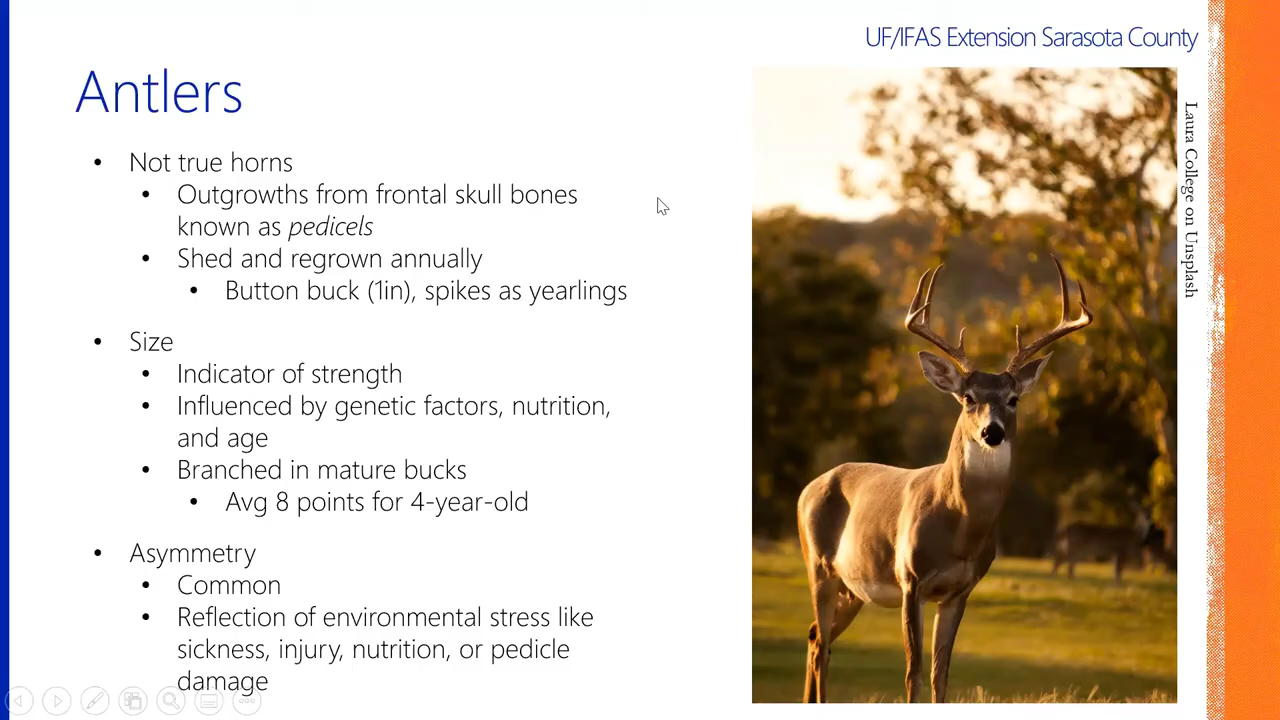 UF/IFAS Extension Sarasota County
Antlers
• Not true horns
• Outgrowths from frontal skull bones
known as pedicels
• Shed and regrown annually
• Button buck (1in), spikes as yearlings
• Size
• Indicator of strength
• Influenced by genetic factors, nutrition,
and age
• Branched in mature bucks
• Avg 8 points for 4-year-old
• Asymmetry
• Common
• Reflection of environmental stress like
sickness, injury, nutrition, or pedicle
damage
Laura College on Unsplash